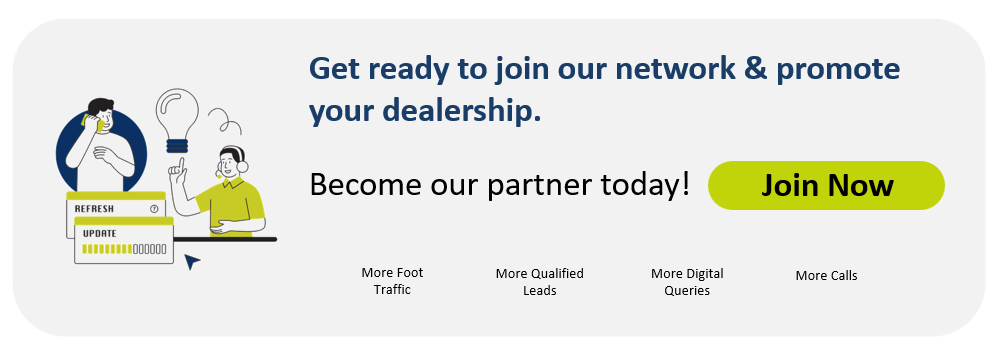 Get ready to join our network & promote
your dealership.
Become our partner today!
Join Now
REFRESH
?
UPDATE
More Foot
Traffic
More Qualified
Leads
More Digital
Queries
More Calls